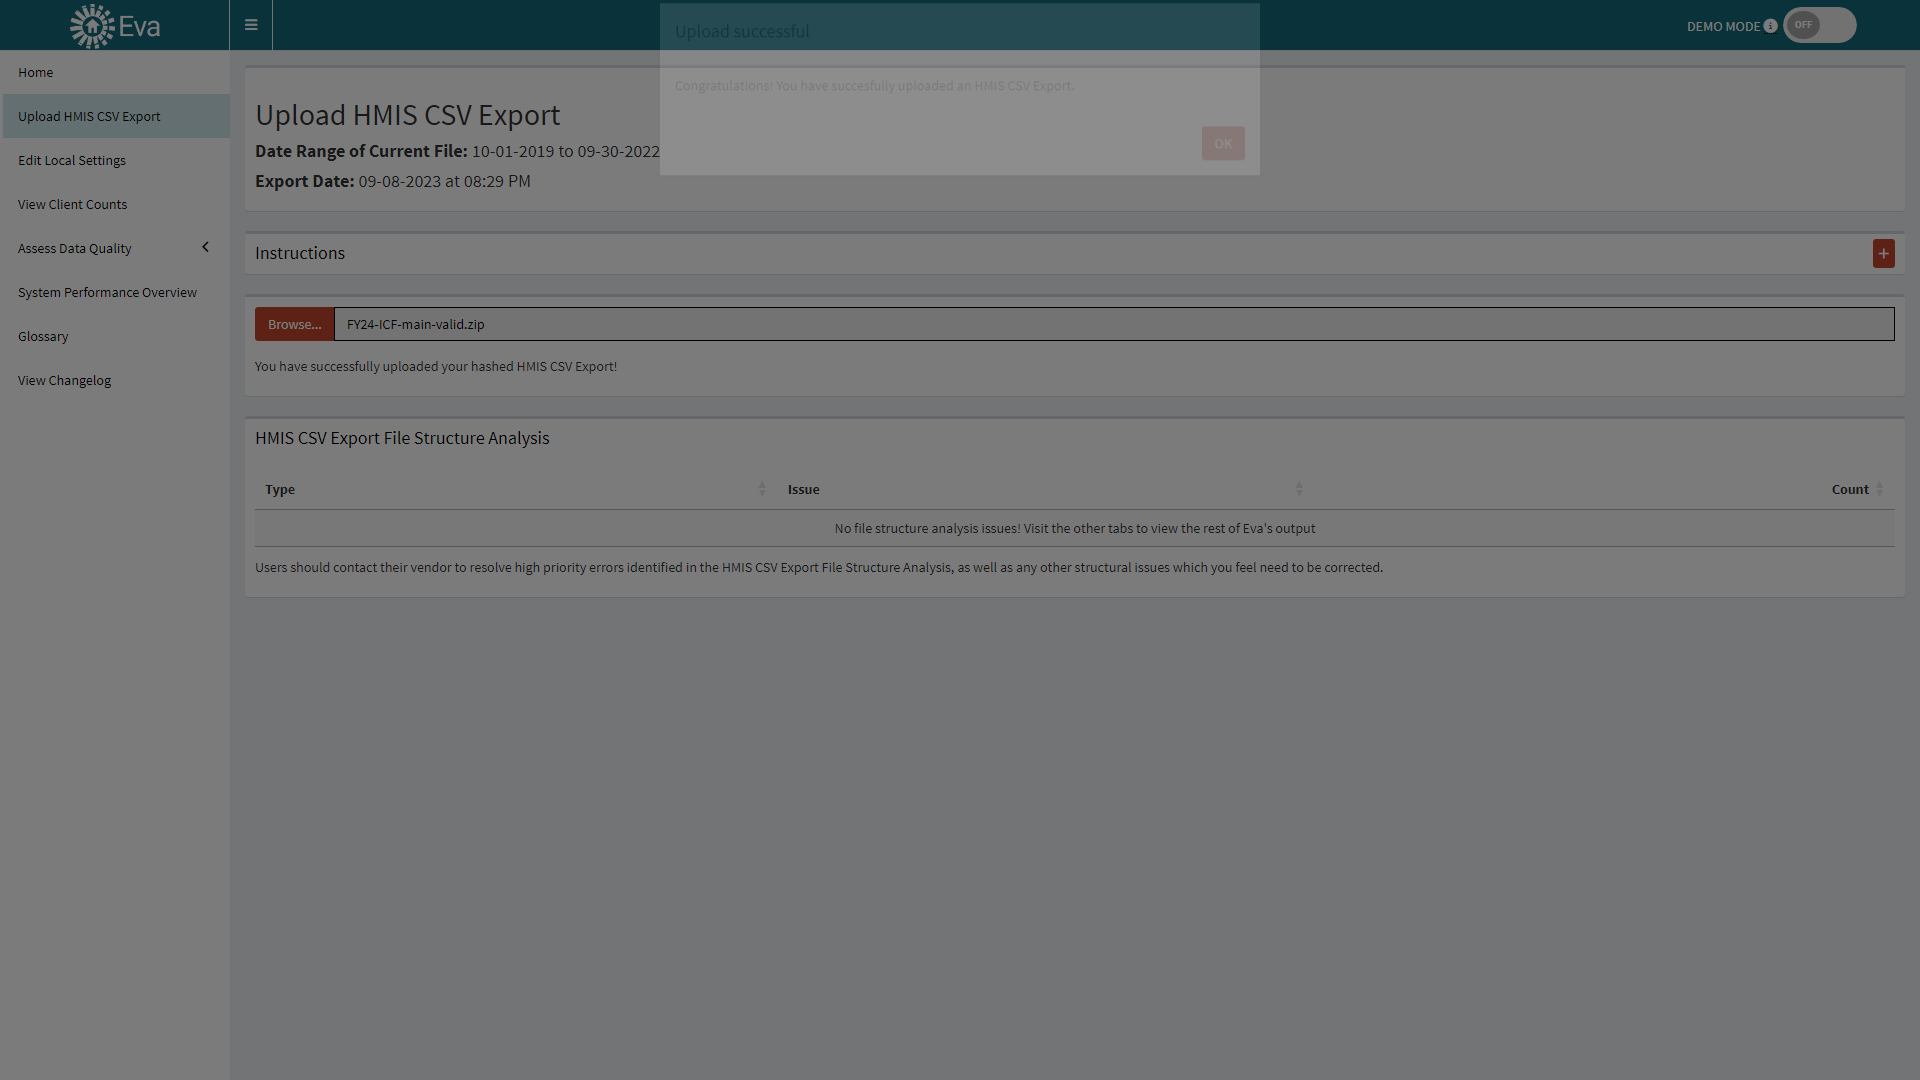 Eva
DEMO MODE
OFF
Upload successful
Congratulations! You have succesfully uploaded an HMIS CSV Export.
OK
Home
Upload HMIS CSV Export
Edit Local Settings
View Client Counts
Assess Data Quality
System Performance Overview
Glossary
View Changelog
Upload HMIS CSV Export
Date Range of Current File: 10-01-2019 to 09-30-2022
Export Date: 09-08-2023 at 08:29 PM
Instructions
Browse...
FY24-ICF-main-valid.zip
You have successfully uploaded your hashed HMIS CSV Export!
HMIS CSV Export File Structure Analysis
Type Issue Count
No file structure analysis issues! Visit the other tabs to view the rest of Eva's output
Users should contact their vendor to resolve high priority errors identified in the HMIS CSV Export File Structure Analysis, as well as any other structural issues which you feel need to be corrected.